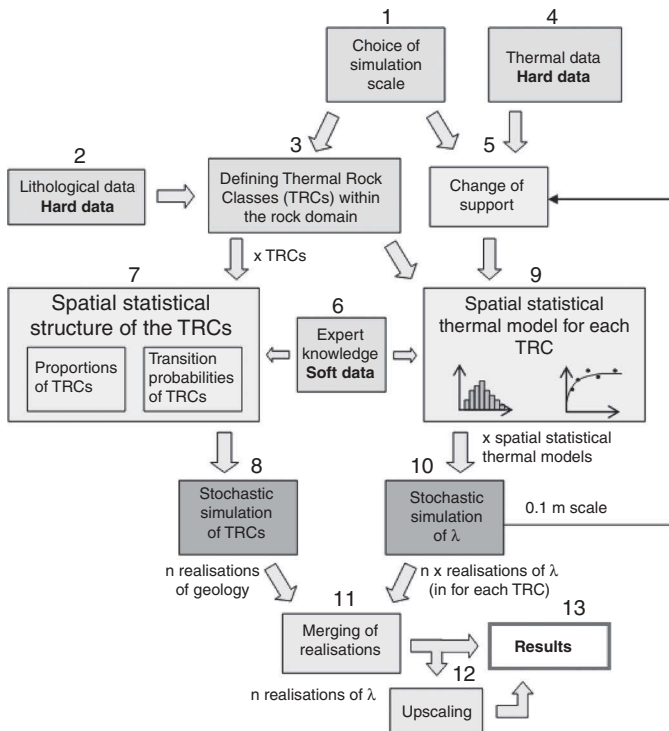 1
Choice of
simulation
scale
4
Thermal data
Hard data
2
Lithological data
Hard data
3
Defining Thermal Rock
Classes (TRCs) within
the rock domain
5
Change of
support
x TRCs
7
Spatial statistical
structure of the TRCs
Proportions
of TRCs
Transition
probabilities
of TRCs
6
Expert
knowledge
Soft data
9
Spatial statistical
thermal model for each
TRC
x spatial statistical
thermal models
8
Stochastic
simulation
of TRCs
10
Stochastic
simulation
of λ
0.1 m scale
n realisations
of geology
n x realisations of λ
(in for each TRC)
11
Merging of
realisations
13
Results
n realisations of λ
12
Upscaling